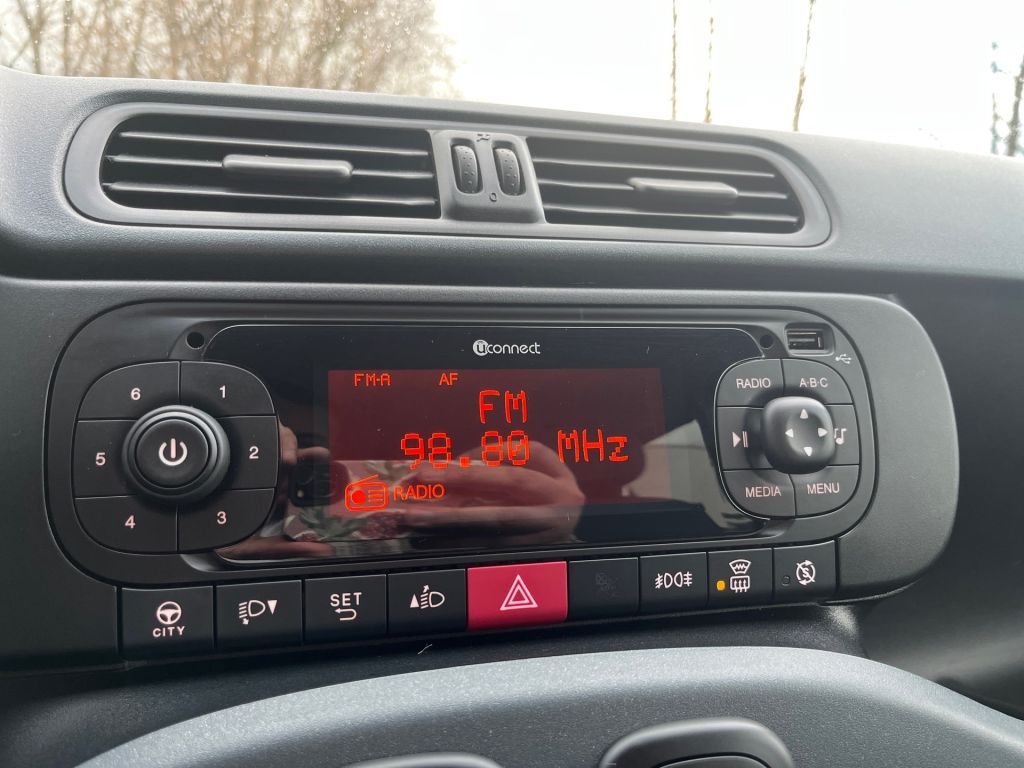 uconnect
FM-A AF
FM
98.80 MHz
RADIO
6 1
5 2
4 3
RADIO A·B·C
MEDIA MENU
CITY
SET